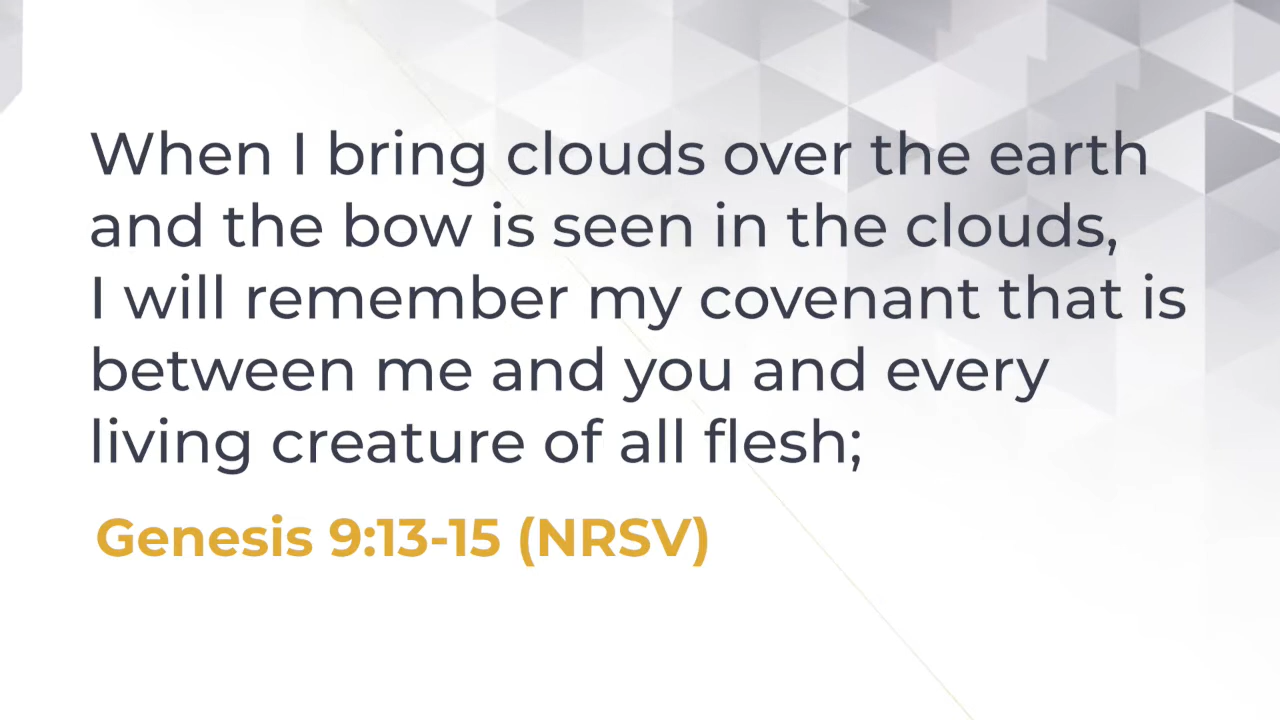 When I bring clouds over the earth
and the bow is seen in the clouds,
I will remember my covenant that is
between me and you and every
living creature of all flesh;
Genesis 9:13-15 (NRSV)